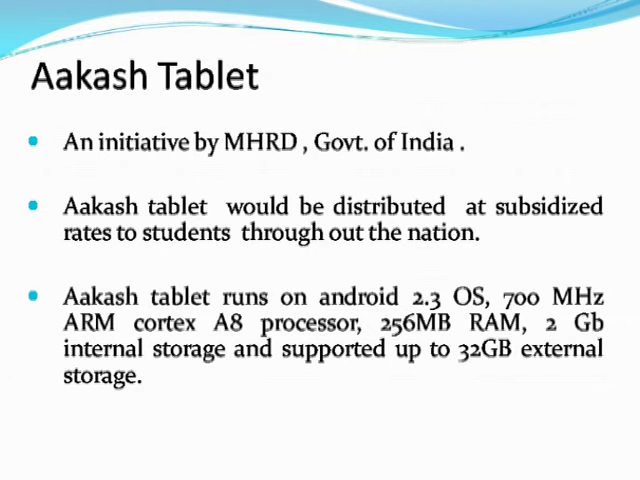 Aakash Tablet
An initiative by MHRD , Govt. of India .
Aakash tablet would be distributed at subsidized
rates to students through out the nation.
Aakash tablet runs on android 2.3 OS, 700 MHz
ARM cortex A8 processor, 256MB RAM, 2 Gb
internal storage and supported up to 32GB external
storage.